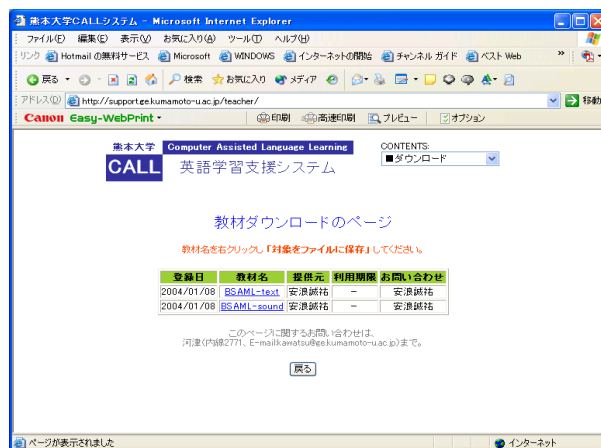 熊本大学CALLシステム - Microsoft Internet Explorer
ファイル(F) 編集(E) 表示(V) お気に入り(A) ツール(T) ヘルプ(H)
リンク Hotmail の無料サービス Microsoft WINDOWS インターネットの開始 チャンネル ガイド ベスト Web »
戻る 検索 お気に入り メディア
アドレス(D) http://support.ge.kumamoto-u.ac.jp/teacher/ 移動
Canon Easy-WebPrint 印刷 高速印刷 プレビュー オプション
熊本大学 Computer Assisted Language Learning CONTENTS:
CALL 英語学習支援システム ■ダウンロード
教材ダウンロードのページ
教材名を右クリックし「対象をファイルに保存」してください。
登録日 教材名 提供元 利用期限 お問い合わせ
2004/01/08 BSAML-text 安浪誠祐 － 安浪誠祐
2004/01/08 BSAML-sound 安浪誠祐 － 安浪誠祐
このページに関するお問い合わせは、
河津(内線2771、E-mail:kawatsu@ge.kumamoto-u.ac.jp)まで。
戻る
ページが表示されました インターネット